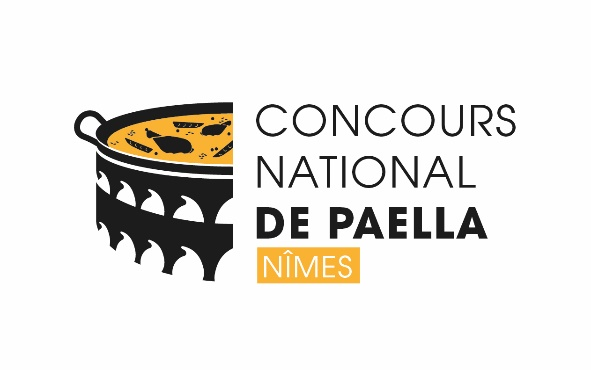 CONCOURS
NATIONAL
DE PAELLA
NÎMES